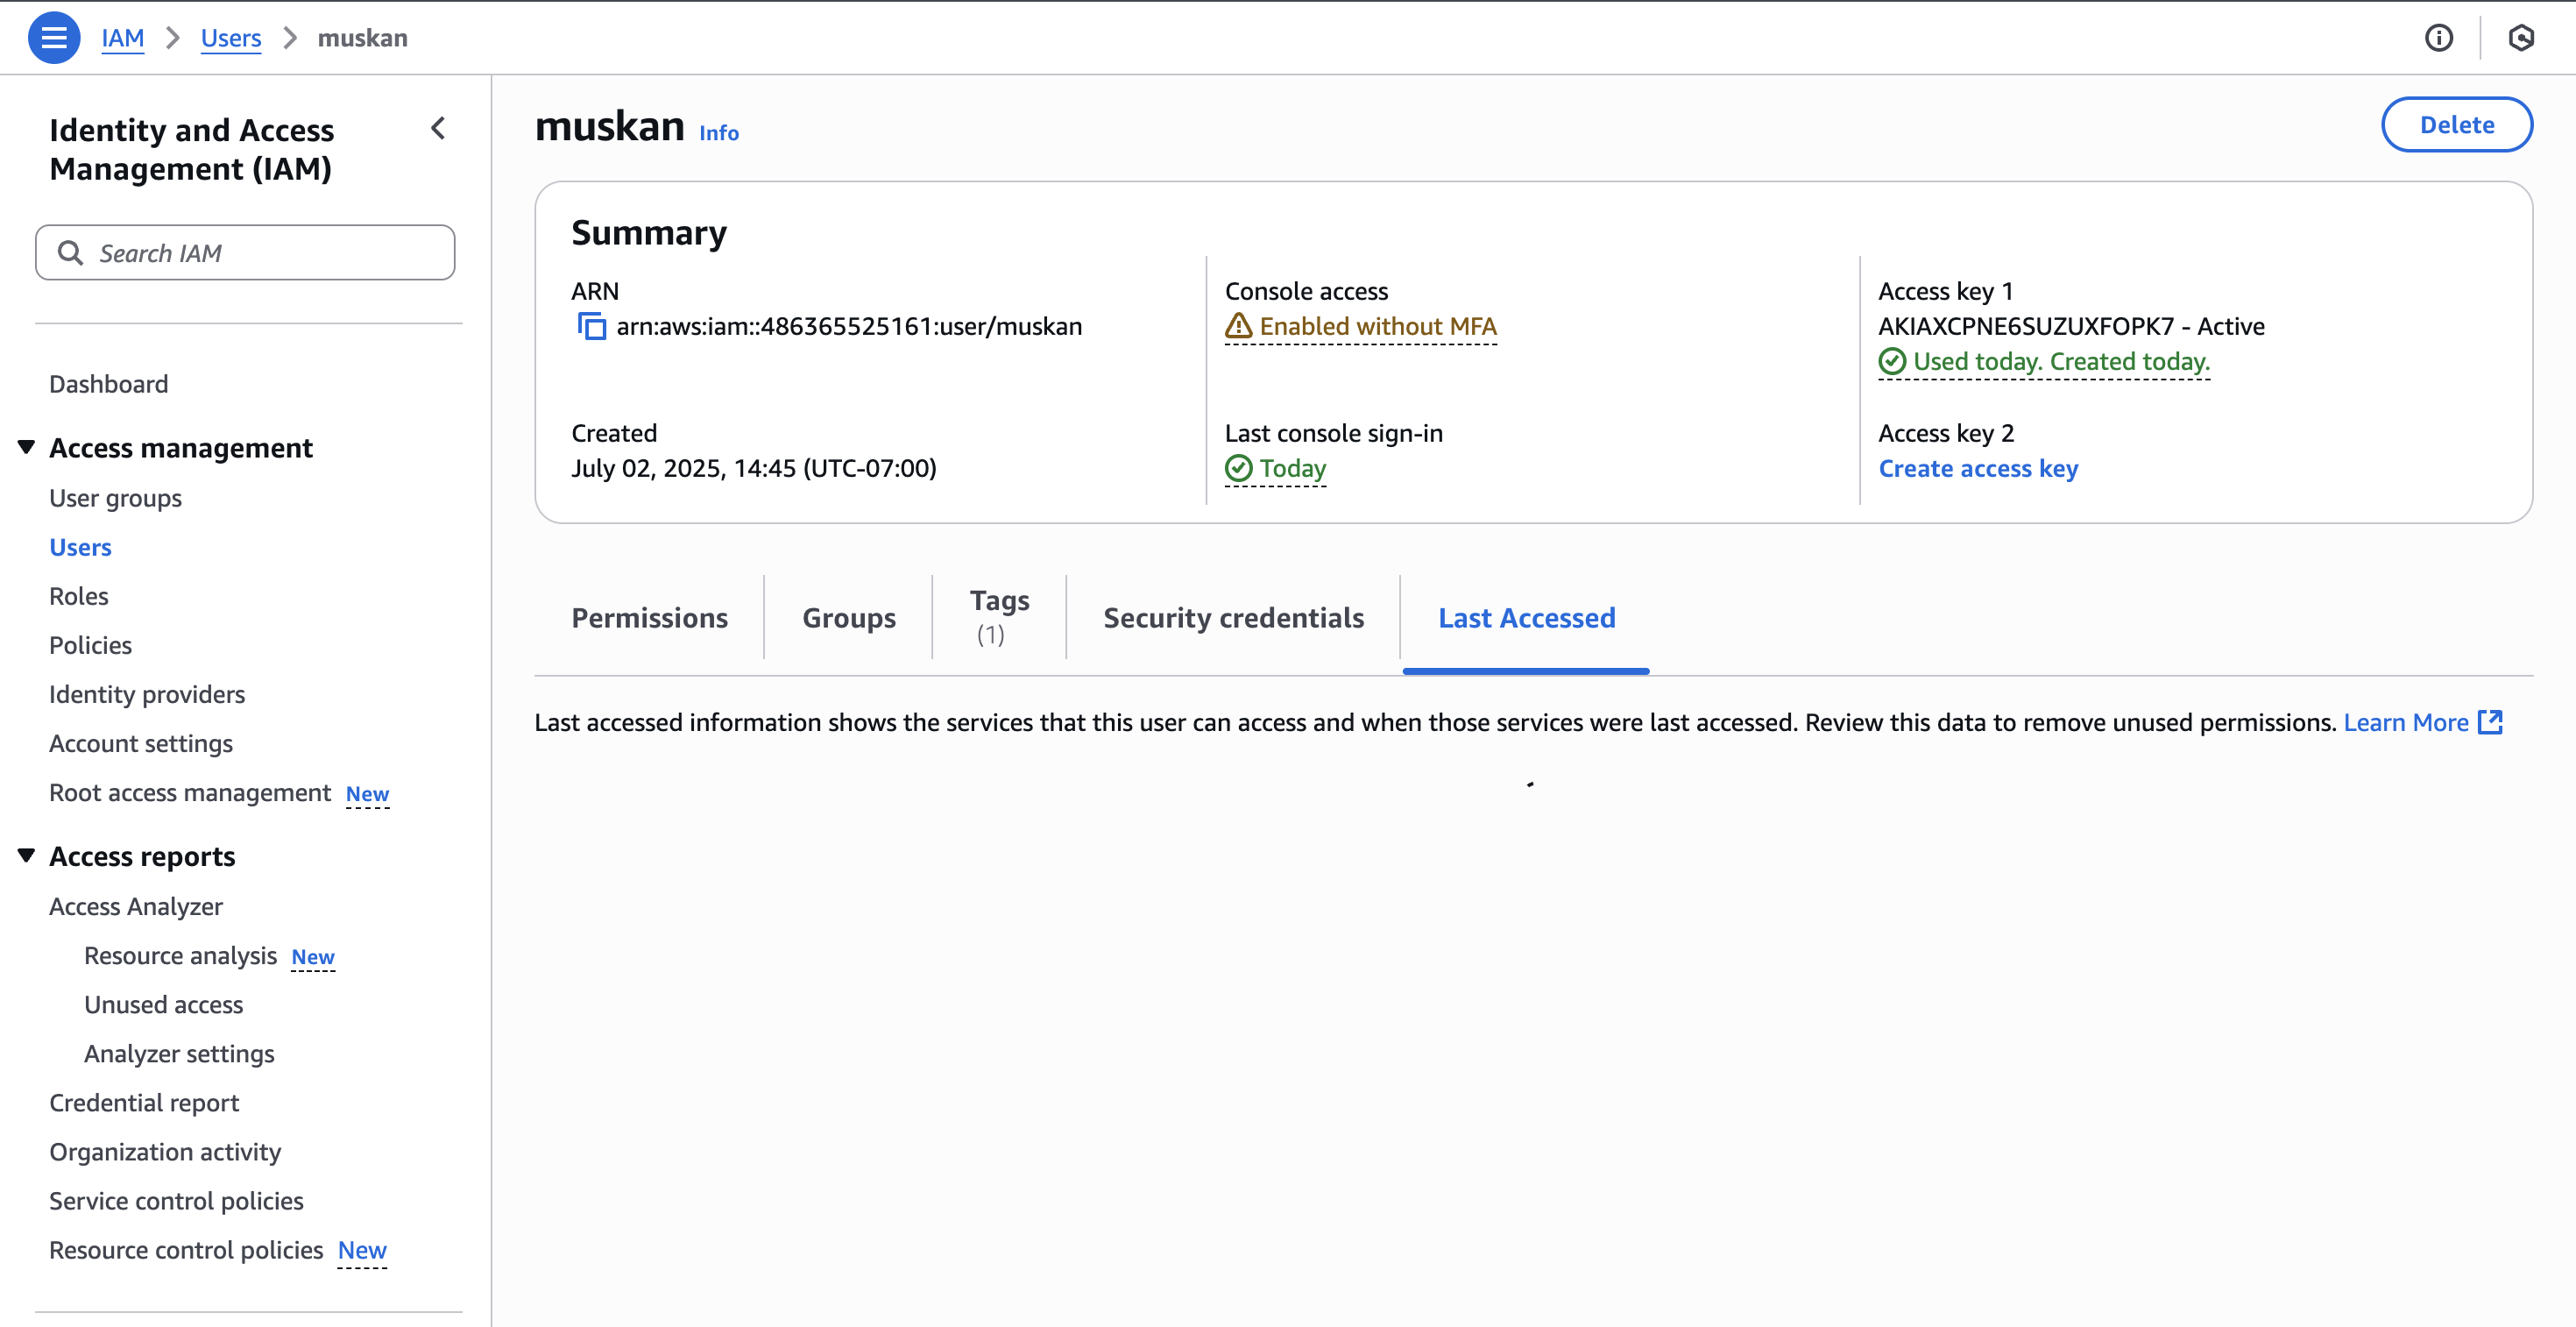 IAM > Users > muskan
Identity and Access
Management (IAM)
Search IAM
Dashboard
Access management
User groups
Users
Roles
Policies
Identity providers
Account settings
Root access management New
Access reports
Access Analyzer
Resource analysis New
Unused access
Analyzer settings
Credential report
Organization activity
Service control policies
Resource control policies New
muskan Info
Delete
Summary
ARN
arn:aws:iam::486365525161:user/muskan
Created
July 02, 2025, 14:45 (UTC-07:00)
Console access
Enabled without MFA
Last console sign-in
Today
Access key 1
AKIAXCPNE6SUZUXFOPK7 - Active
Used today. Created today.
Access key 2
Create access key
Permissions
Groups
Tags
(1)
Security credentials
Last Accessed
Last accessed information shows the services that this user can access and when those services were last accessed. Review this data to remove unused permissions. Learn More